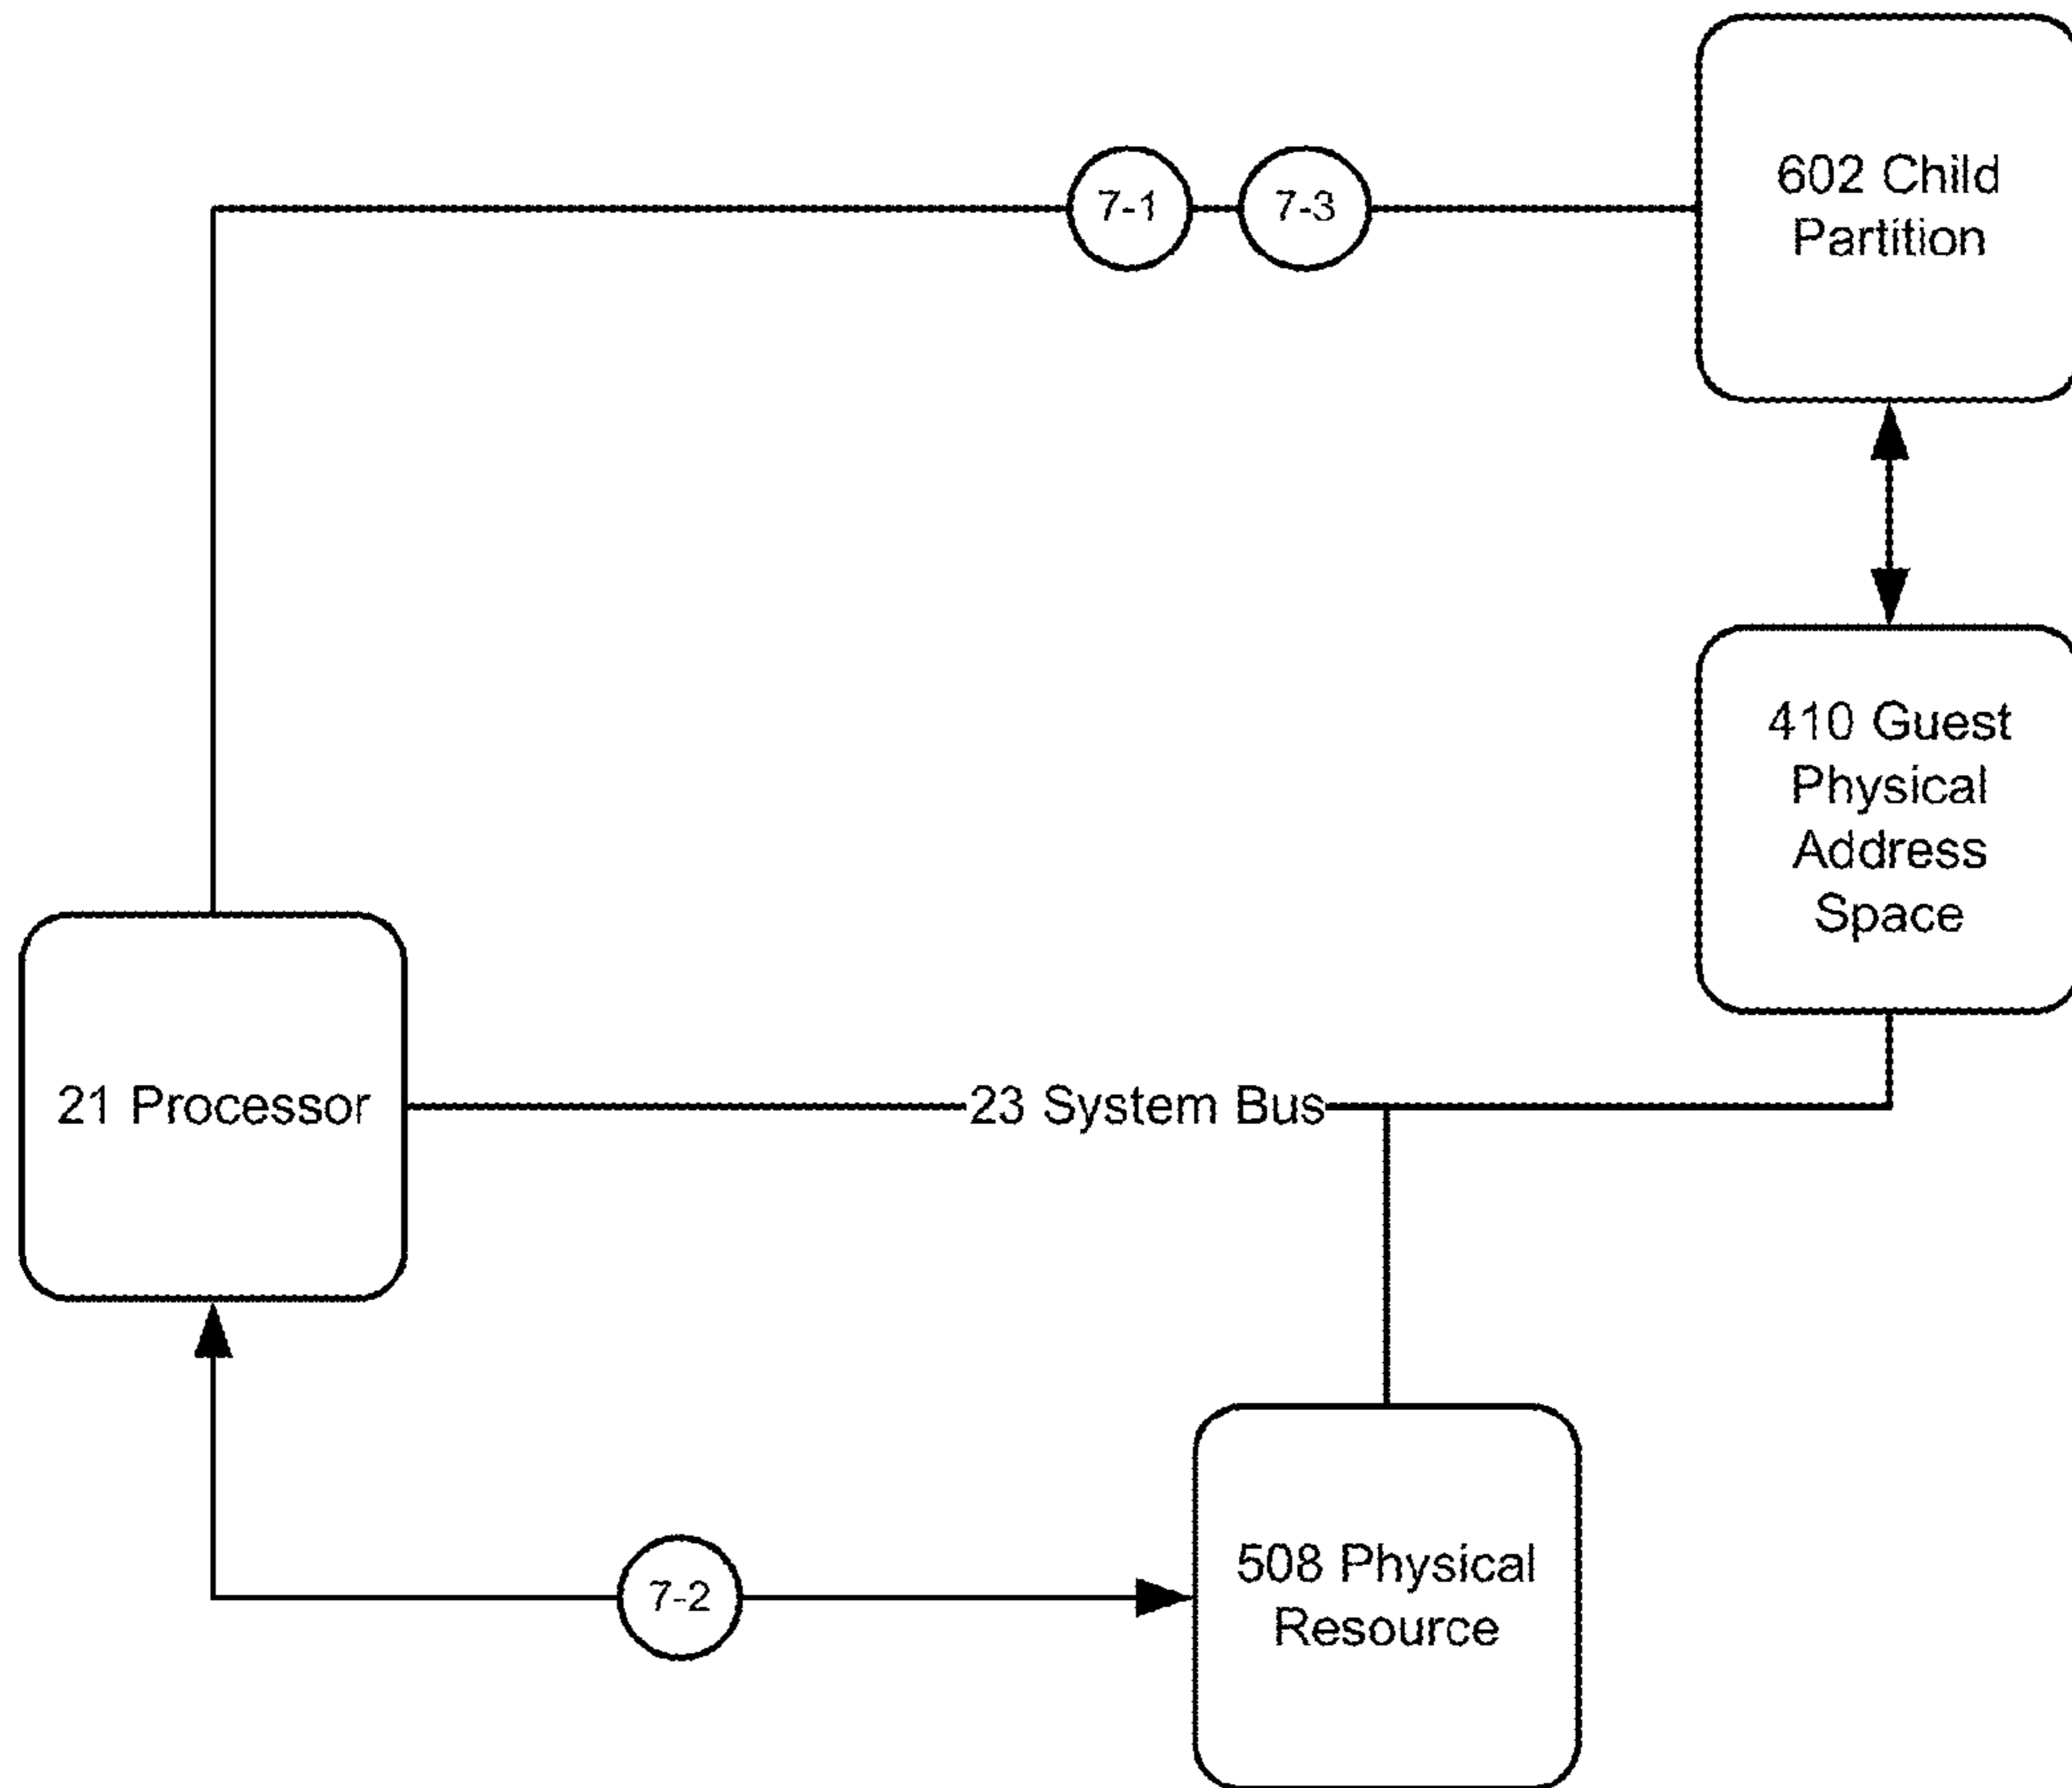 7-1
7-3
602 Child
Partition
410 Guest
Physical
Address
Space
21 Processor
23 System Bus
7-2
508 Physical
Resource